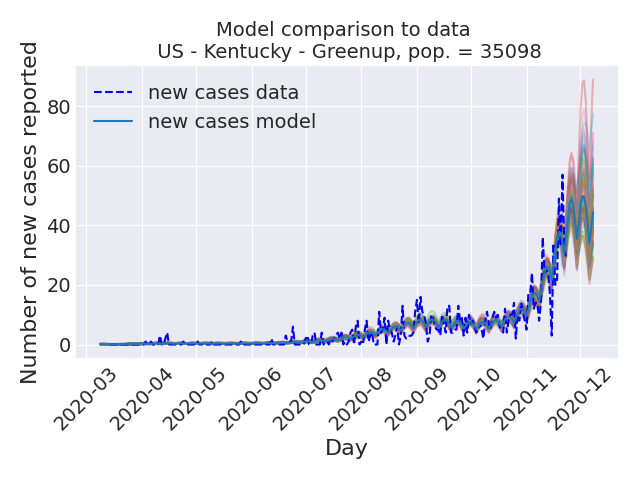 Model comparison to data
US - Kentucky - Greenup, pop. = 35098
Number of new cases reported
80
60
40
20
0
new cases data
new cases model
2020-03
2020-04
2020-05
2020-06
2020-07
2020-08
2020-09
2020-10
2020-11
2020-12
Day